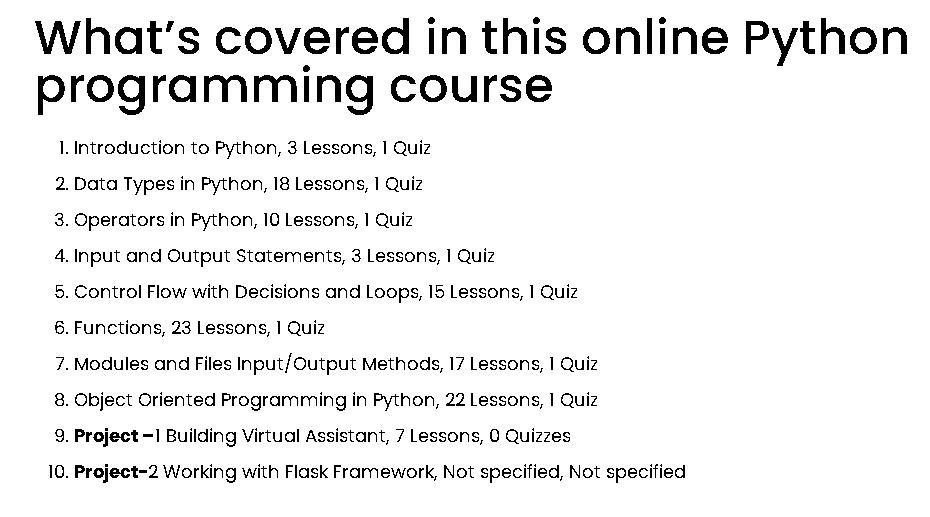 What's covered in this online Python
programming course
1. Introduction to Python, 3 Lessons, 1 Quiz
2. Data Types in Python, 18 Lessons, 1 Quiz
3. Operators in Python, 10 Lessons, 1 Quiz
4. Input and Output Statements, 3 Lessons, 1 Quiz
5. Control Flow with Decisions and Loops, 15 Lessons, 1 Quiz
6. Functions, 23 Lessons, 1 Quiz
7. Modules and Files Input/Output Methods, 17 Lessons, 1 Quiz
8. Object Oriented Programming in Python, 22 Lessons, 1 Quiz
9. Project –1 Building Virtual Assistant, 7 Lessons, 0 Quizzes
10. Project-2 Working with Flask Framework, Not specified, Not specified